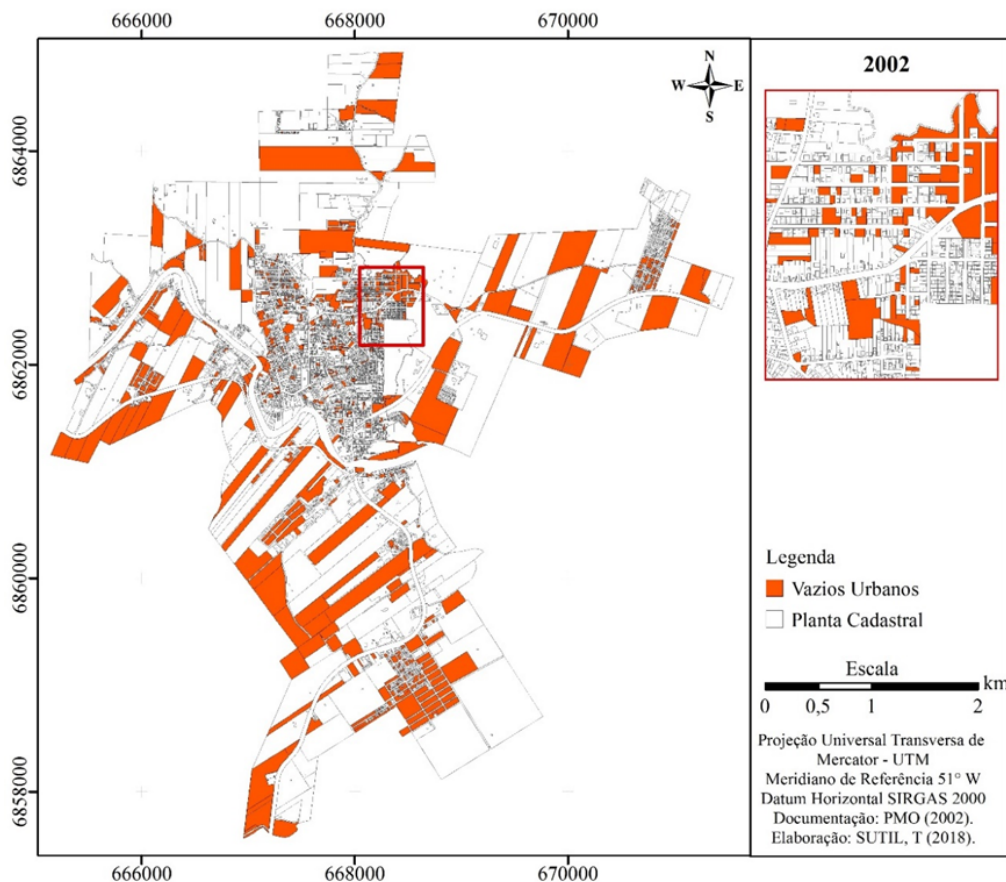 666000 668000 670000
N
W E
S
2002
6864000
6862000
6860000
6858000
Legenda
Vazios Urbanos
Planta Cadastral
Escala
km
0 0,5 1 2
Projeção Universal Transversa de
Mercator - UTM
Meridiano de Referência 51° W
Datum Horizontal SIRGAS 2000
Documentação: PMO (2002).
Elaboração: SUTIL, T (2018).
666000 668000 670000